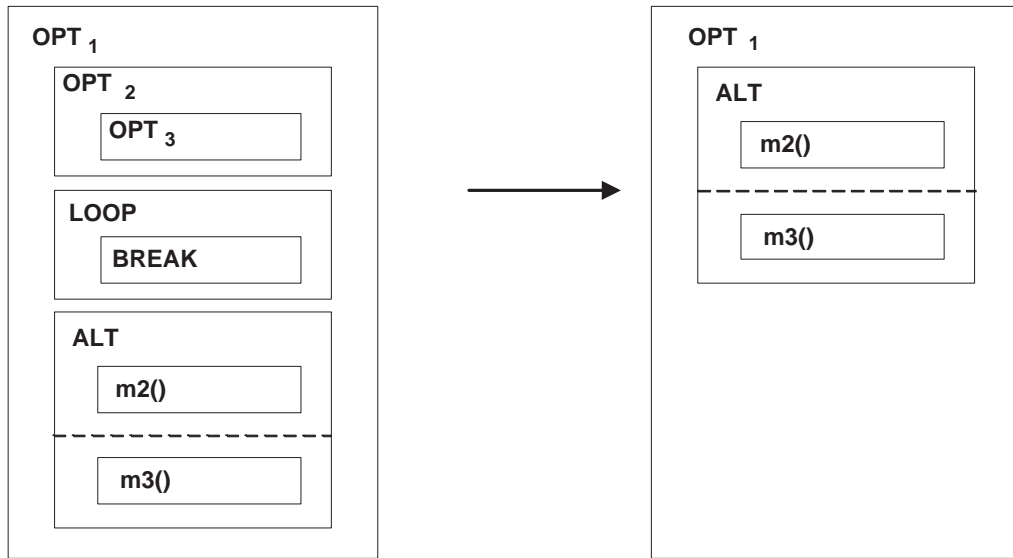 OPT 1
OPT 2
OPT 3
LOOP
BREAK
ALT
m2()
m3()
OPT 1
ALT
m2()
m3()